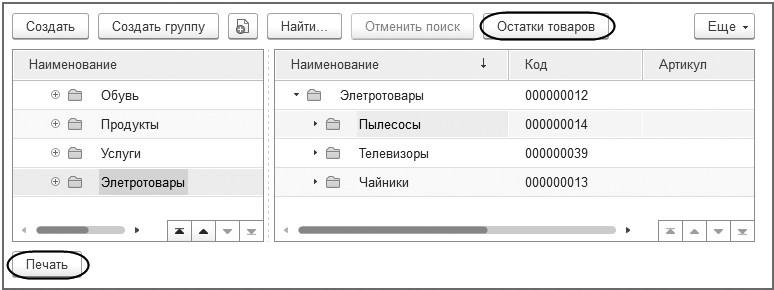 Создать Создать группу Найти... Отменить поиск Остатки товаров Еще
Наименование Наименование Код Артикул
Обувь Элетротовары 000000012
Продукты Пылесосы 000000014
Услуги Телевизоры 000000039
Элетротовары Чайники 000000013
Печать